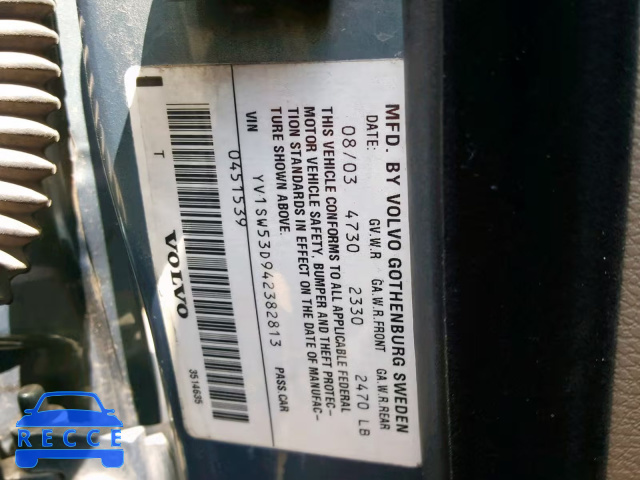 MFD. BY VOLVO GOTHENBURG SWEDEN
DATE: GV.W.R GA.W.R.FRONT GA.W.R.REAR
08/03 4730 2330 2470 LB
THIS VEHICLE CONFORMS TO ALL APPLICABLE FEDERAL
MOTOR VEHICLE SAFETY, BUMPER AND THEFT PROTEC-
TION STANDARDS IN EFFECT ON THE DATE OF MANUFAC-
TURE SHOWN ABOVE.
VIN YV1SW53D942382813 PASS.CAR
0451539
T VOLVO 3514685
RECCE